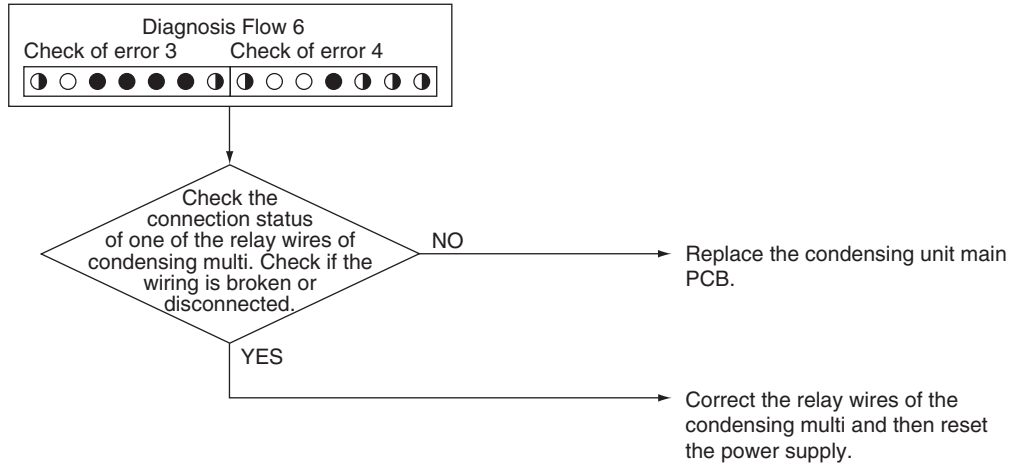 Diagnosis Flow 6
Check of error 3 Check of error 4
Check the
connection status
of one of the relay wires of
condensing multi. Check if the
wiring is broken or
disconnected.
NO
Replace the condensing unit main
PCB.
YES
Correct the relay wires of the
condensing multi and then reset
the power supply.